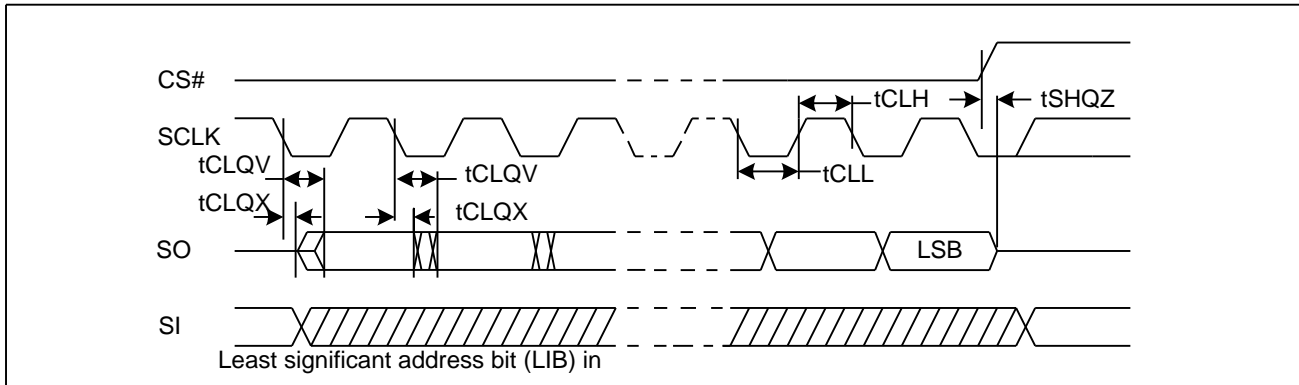 CS#
tCLH
tSHQZ
SCLK
tCLQV
tCLQV
tCLL
tCLQX
tCLQX
SO
LSB
SI
Least significant address bit (LIB) in